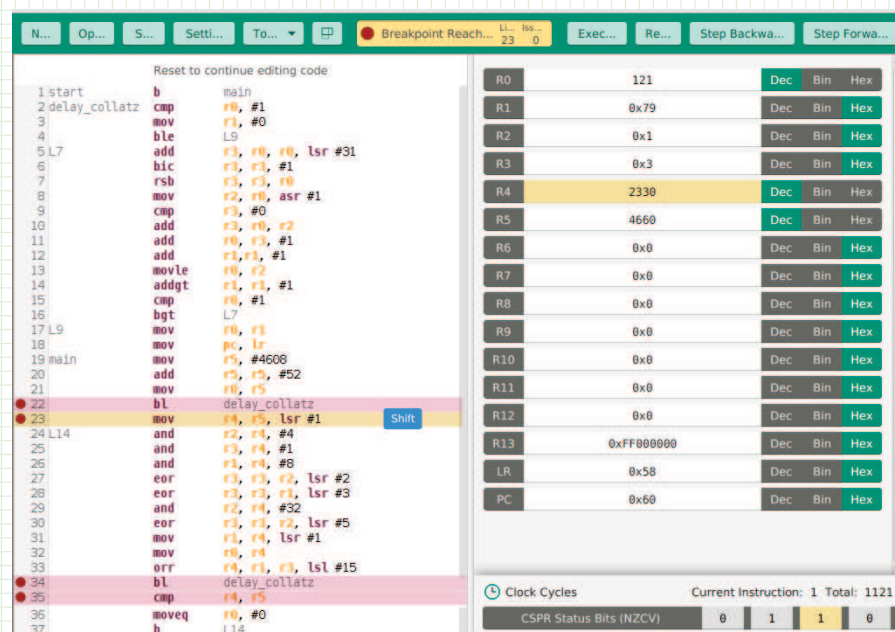 N... Op... S... Setti... To... Breakpoint Reach... Li... 23 Iss... 0 Exec... Re... Step Backwa... Step Forwa...
Reset to continue editing code
1 start b main
2 delay_collatz cmp r0, #1
3 mov r1, #0
4 ble L9
5 L7 add r3, r0, r0, lsr #31
6 bic r3, r3, #1
7 rsb r3, r3, r0
8 mov r2, r0, asr #1
9 cmp r3, #0
10 add r3, r0, r2
11 add r0, r3, #1
12 add r1,r1, #1
13 movle r0, r2
14 addgt r1, r1, #1
15 cmp r0, #1
16 bgt L7
17 L9 mov r0, r1
18 mov pc, lr
19 main mov r5, #4608
20 add r5, r5, #52
21 mov r0, r5
22 bl delay_collatz
23 mov r4, r5, lsr #1 Shift
24 L14 and r2, r4, #4
25 and r3, r4, #1
26 and r1, r4, #8
27 eor r3, r3, r2, lsr #2
28 eor r3, r3, r1, lsr #3
29 and r2, r4, #32
30 eor r3, r3, r2, lsr #5
31 mov r1, r4, lsr #1
32 mov r0, r4
33 orr r4, r1, r3, lsl #15
34 bl delay_collatz
35 cmp r4, r5
36 moveq r0, #0
37 b L14
R0 121 Dec Bin Hex
R1 0x79 Dec Bin Hex
R2 0x1 Dec Bin Hex
R3 0x3 Dec Bin Hex
R4 2330 Dec Bin Hex
R5 4660 Dec Bin Hex
R6 0x0 Dec Bin Hex
R7 0x0 Dec Bin Hex
R8 0x0 Dec Bin Hex
R9 0x0 Dec Bin Hex
R10 0x0 Dec Bin Hex
R11 0x0 Dec Bin Hex
R12 0x0 Dec Bin Hex
R13 0xFF000000 Dec Bin Hex
LR 0x58 Dec Bin Hex
PC 0x60 Dec Bin Hex
Clock Cycles Current Instruction: 1 Total: 1121
CSPR Status Bits (NZCV) 0 1 1 0